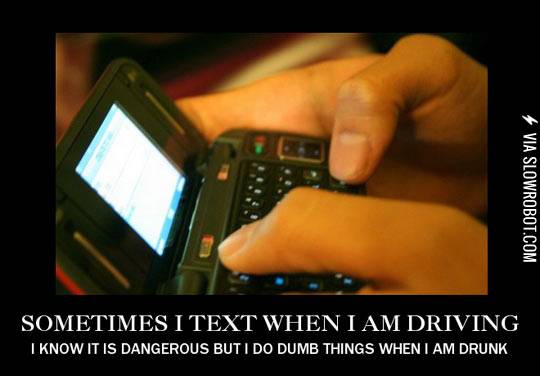 SOMETIMES I TEXT WHEN I AM DRIVING
I KNOW IT IS DANGEROUS BUT I DO DUMB THINGS WHEN I AM DRUNK
VIA SLOWROBOT.COM